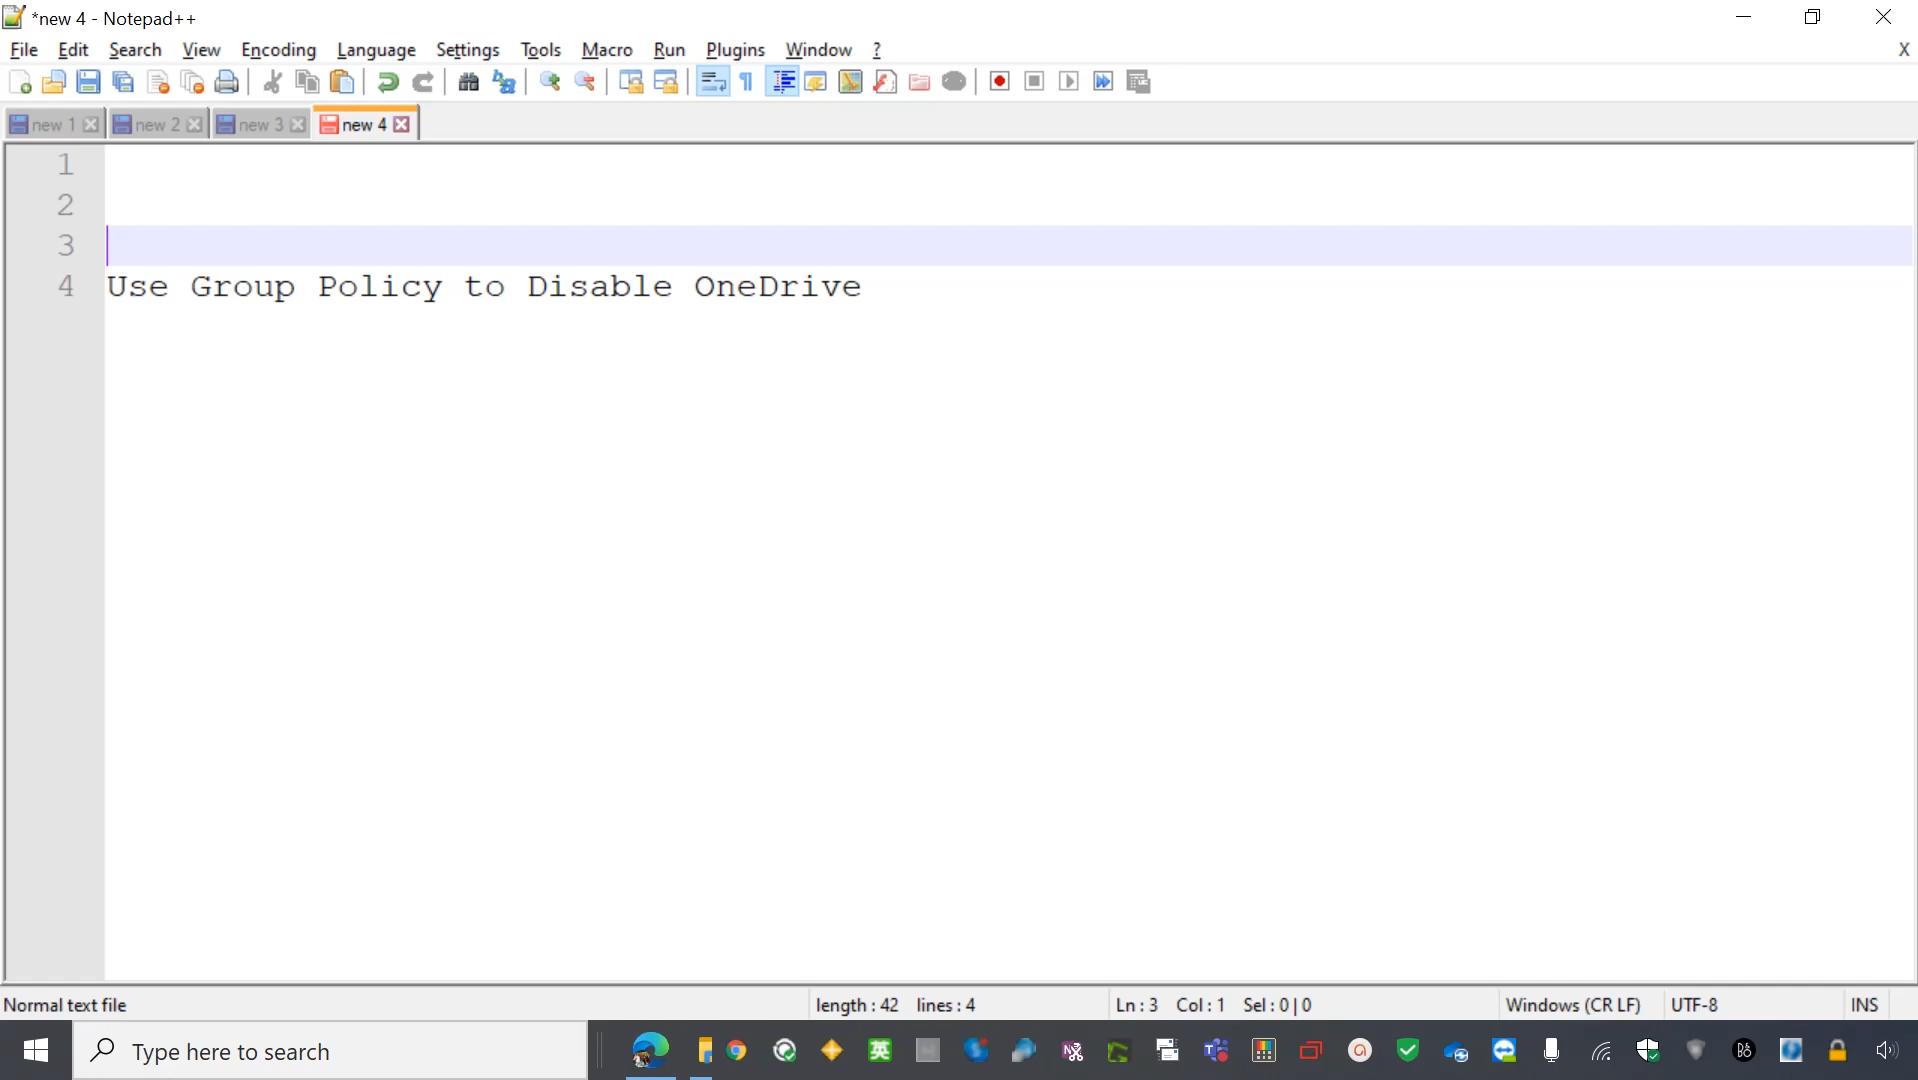 *new 4 - Notepad++
File Edit Search View Encoding Language Settings Tools Macro Run Plugins Window ?
X
new 1 new 2 new 3 new 4
1
2
3
4 Use Group Policy to Disable OneDrive
Normal text file length : 42 lines : 4 Ln : 3 Col : 1 Sel : 0 | 0 Windows (CR LF) UTF-8 INS
Type here to search
英